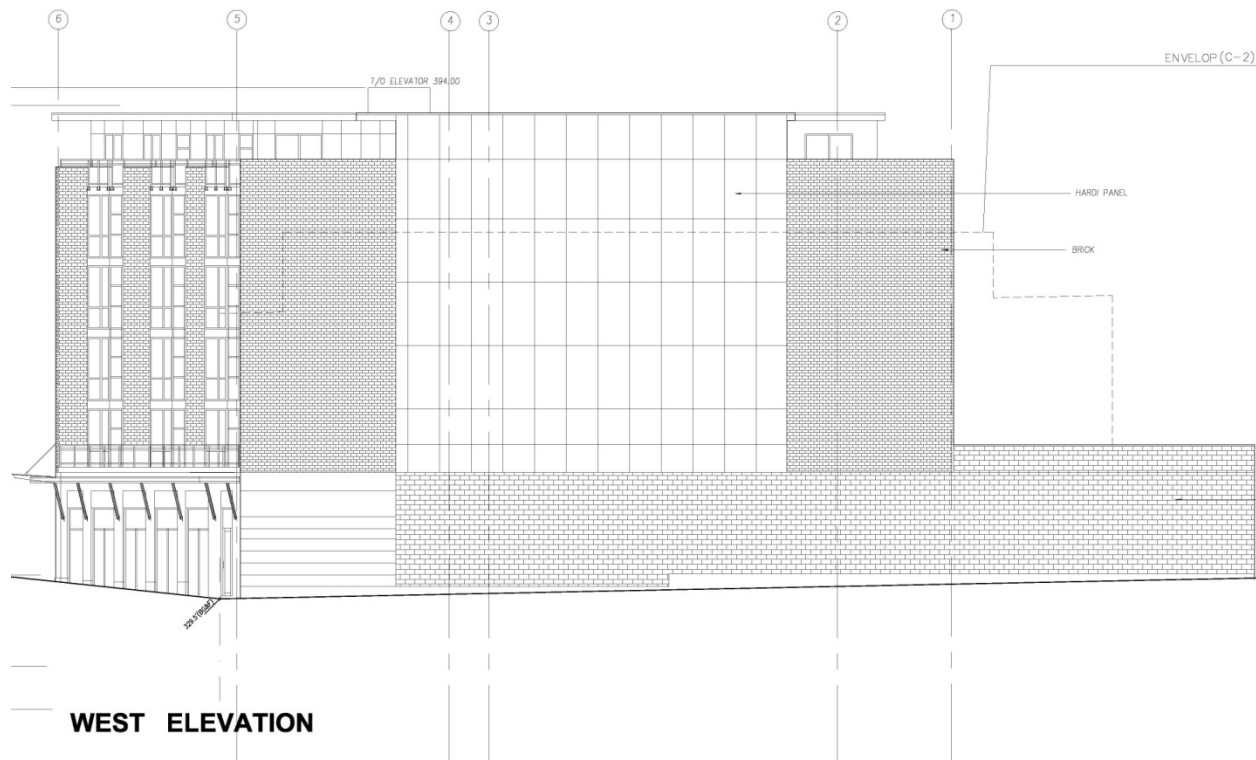 6 5 4 3 2 1
ENVELOP (C-2)
T/O ELEVATOR 394.00
HARDI PANEL
BRICK
WEST ELEVATION